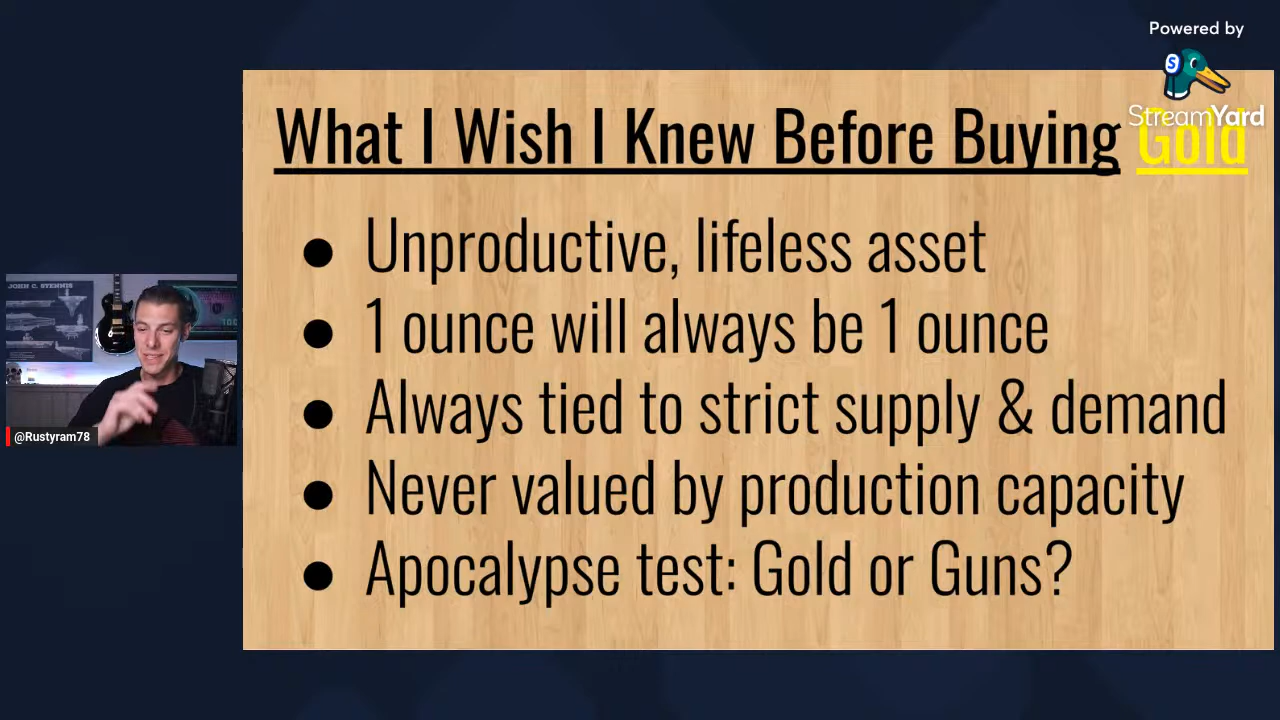 Powered by
StreamYard
What I Wish I Knew Before Buying Gold
● Unproductive, lifeless asset
● 1 ounce will always be 1 ounce
● Always tied to strict supply & demand
● Never valued by production capacity
● Apocalypse test: Gold or Guns?
JOHN C. STENNIS
@Rustyram78